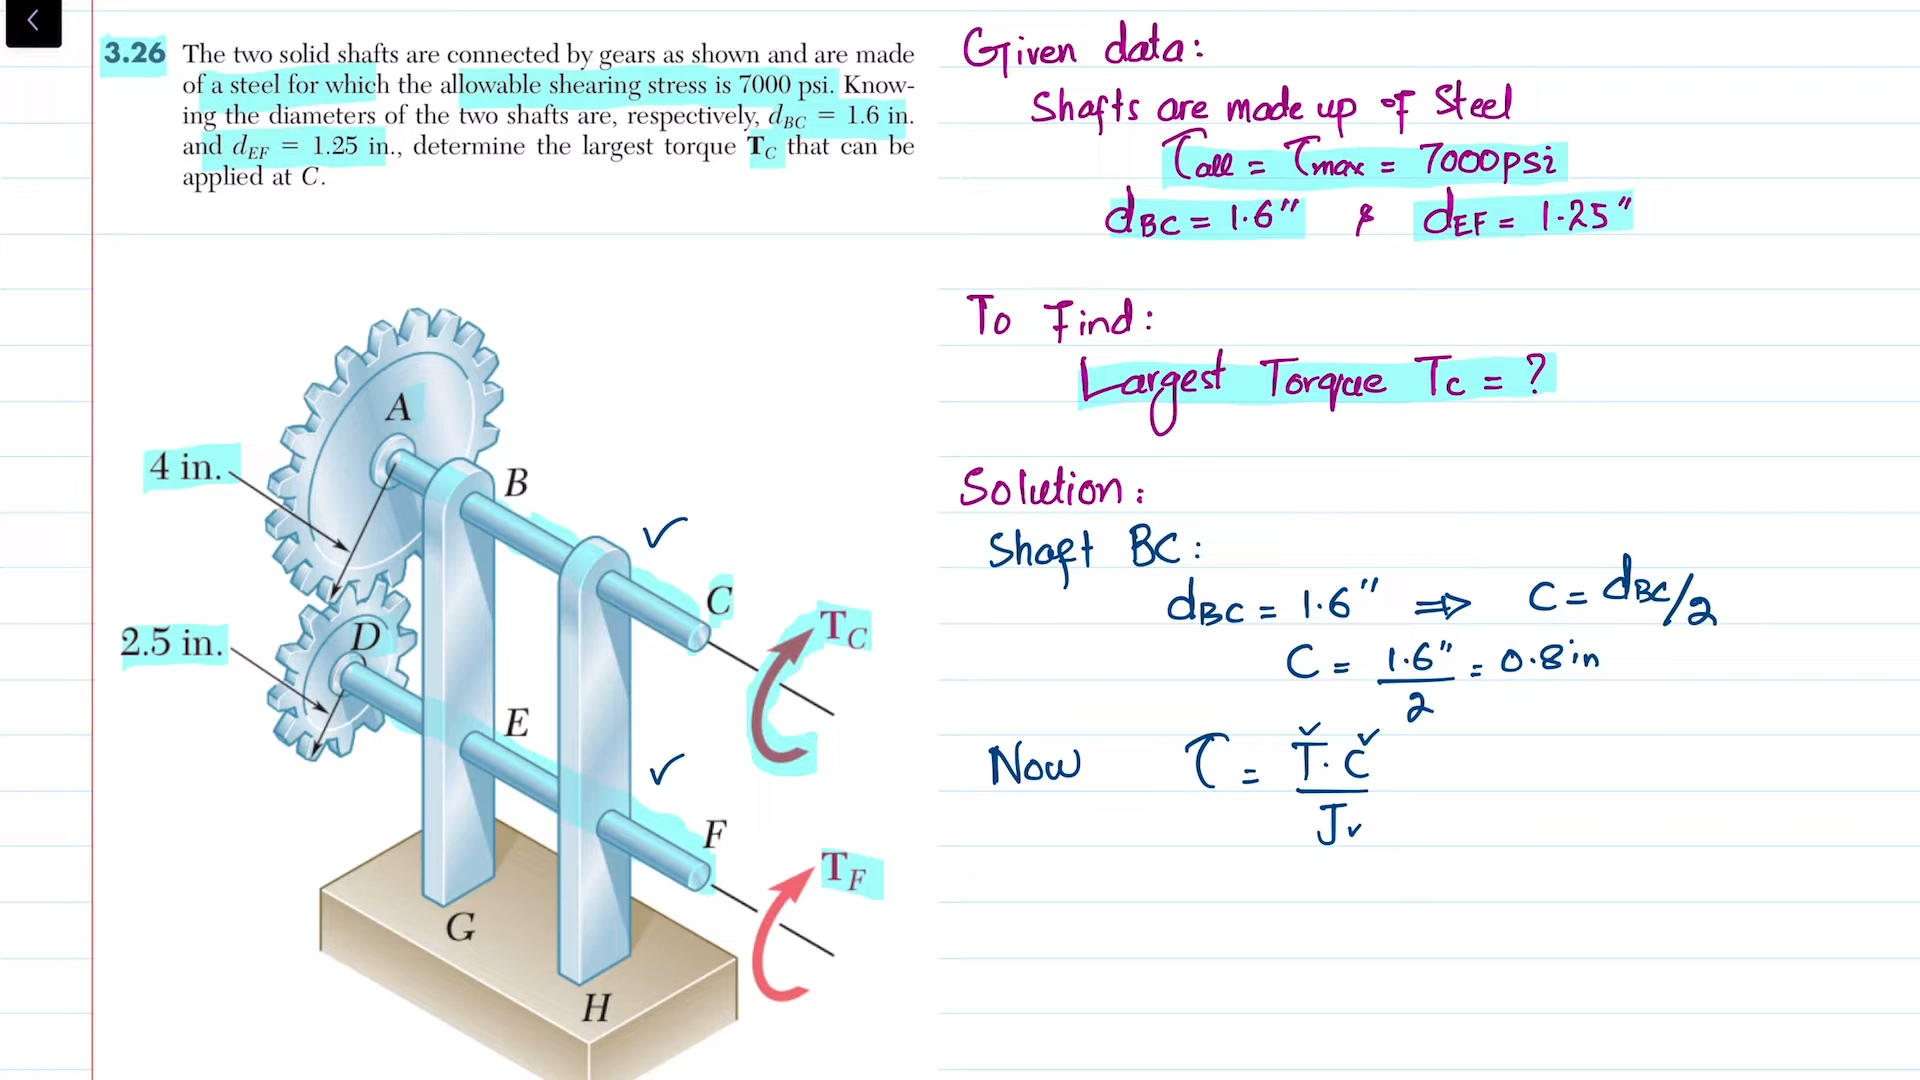 3.26 The two solid shafts are connected by gears as shown and are made
of a steel for which the allowable shearing stress is 7000 psi. Know-
ing the diameters of the two shafts are, respectively, dBC = 1.6 in.
and dEF = 1.25 in., determine the largest torque TC that can be
applied at C.
A
4 in.
B
C
TC
D
2.5 in.
E
F
TF
G
H
Given data:
Shafts are made up of Steel
τall = τmax = 7000psi
dBC = 1.6" & dEF = 1.25"
To Find:
Largest Torque Tc = ?
Solution:
Shaft BC:
dBC = 1.6" ⇒ C = dBC/2
C = 1.6"/2 = 0.8in
Now τ = T.C/J